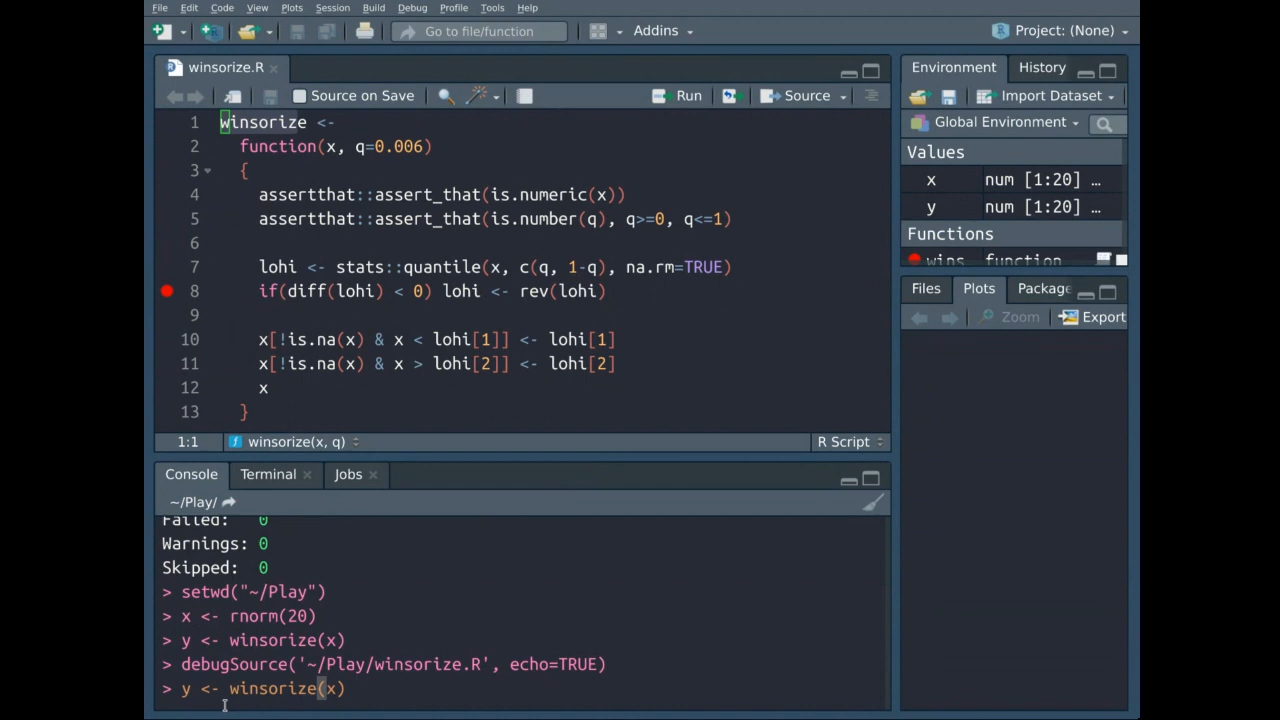 File Edit Code View Plots Session Build Debug Profile Tools Help
Go to file/function Addins Project: (None)
winsorize.R
Source on Save Run Source
1 winsorize <-
2 function(x, q=0.006)
3 {
4 assertthat::assert_that(is.numeric(x))
5 assertthat::assert_that(is.number(q), q>=0, q<=1)
6
7 lohi <- stats::quantile(x, c(q, 1-q), na.rm=TRUE)
8 if(diff(lohi) < 0) lohi <- rev(lohi)
9
10 x[!is.na(x) & x < lohi[1]] <- lohi[1]
11 x[!is.na(x) & x > lohi[2]] <- lohi[2]
12 x
13 }
1:1 winsorize(x, q) R Script
Console Terminal Jobs
~/Play/
Failed: 0
Warnings: 0
Skipped: 0
> setwd("~/Play")
> x <- rnorm(20)
> y <- winsorize(x)
> debugSource('~/Play/winsorize.R', echo=TRUE)
> y <- winsorize(x)
Environment History
Import Dataset
Global Environment
Values
x num [1:20] …
y num [1:20] …
Functions
wins function
Files Plots Package
Zoom Export